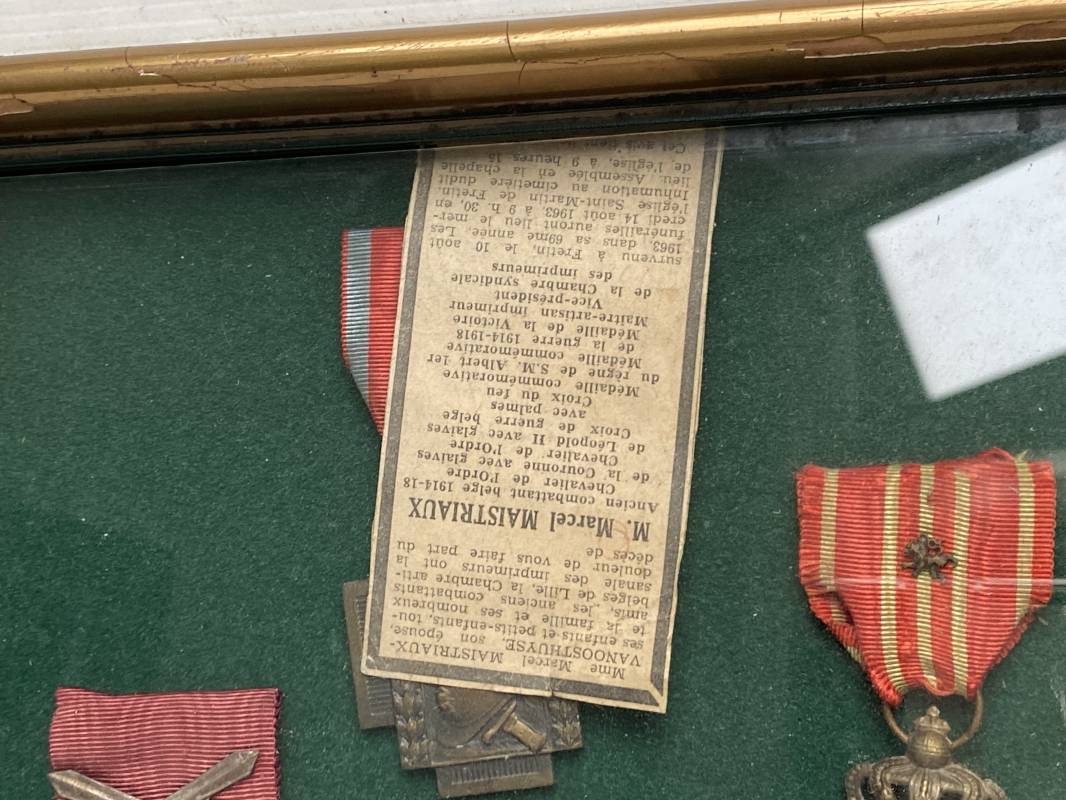 Mme Marcel MAISTRIAUX-
VANOOSTHUYSE, son épouse,
ses enfants et petits-enfants, tou-
te la famille et ses nombreux
amis, les anciens combattants
belges de Lille, la Chambre arti-
sanale des imprimeurs ont la
douleur de vous faire part du
décès de
M. Marcel MAISTRIAUX
Ancien combattant belge 1914-18
Chevalier de l'Ordre
de la Couronne avec glaives
Chevalier de l'Ordre
de Léopold II avec glaives
Croix de guerre belge
avec palmes
Croix du feu
Médaille commémorative
du règne de S.M. Albert 1er
Médaille commémorative
de la guerre 1914-1918
Médaille de la Victoire
Maître-artisan imprimeur
Vice-président
de la Chambre syndicale
des imprimeurs
survenu à Fretin, le 10 août
1963, dans sa 69me année. Les
funérailles auront lieu le mer-
credi 14 août 1963, à 9 h. 30, en
l'église Saint-Martin de Fretin.
Inhumation au cimetière dudit
lieu. Assemblée en la chapelle
de l'église, à 9 heures 15
Cet avis tient